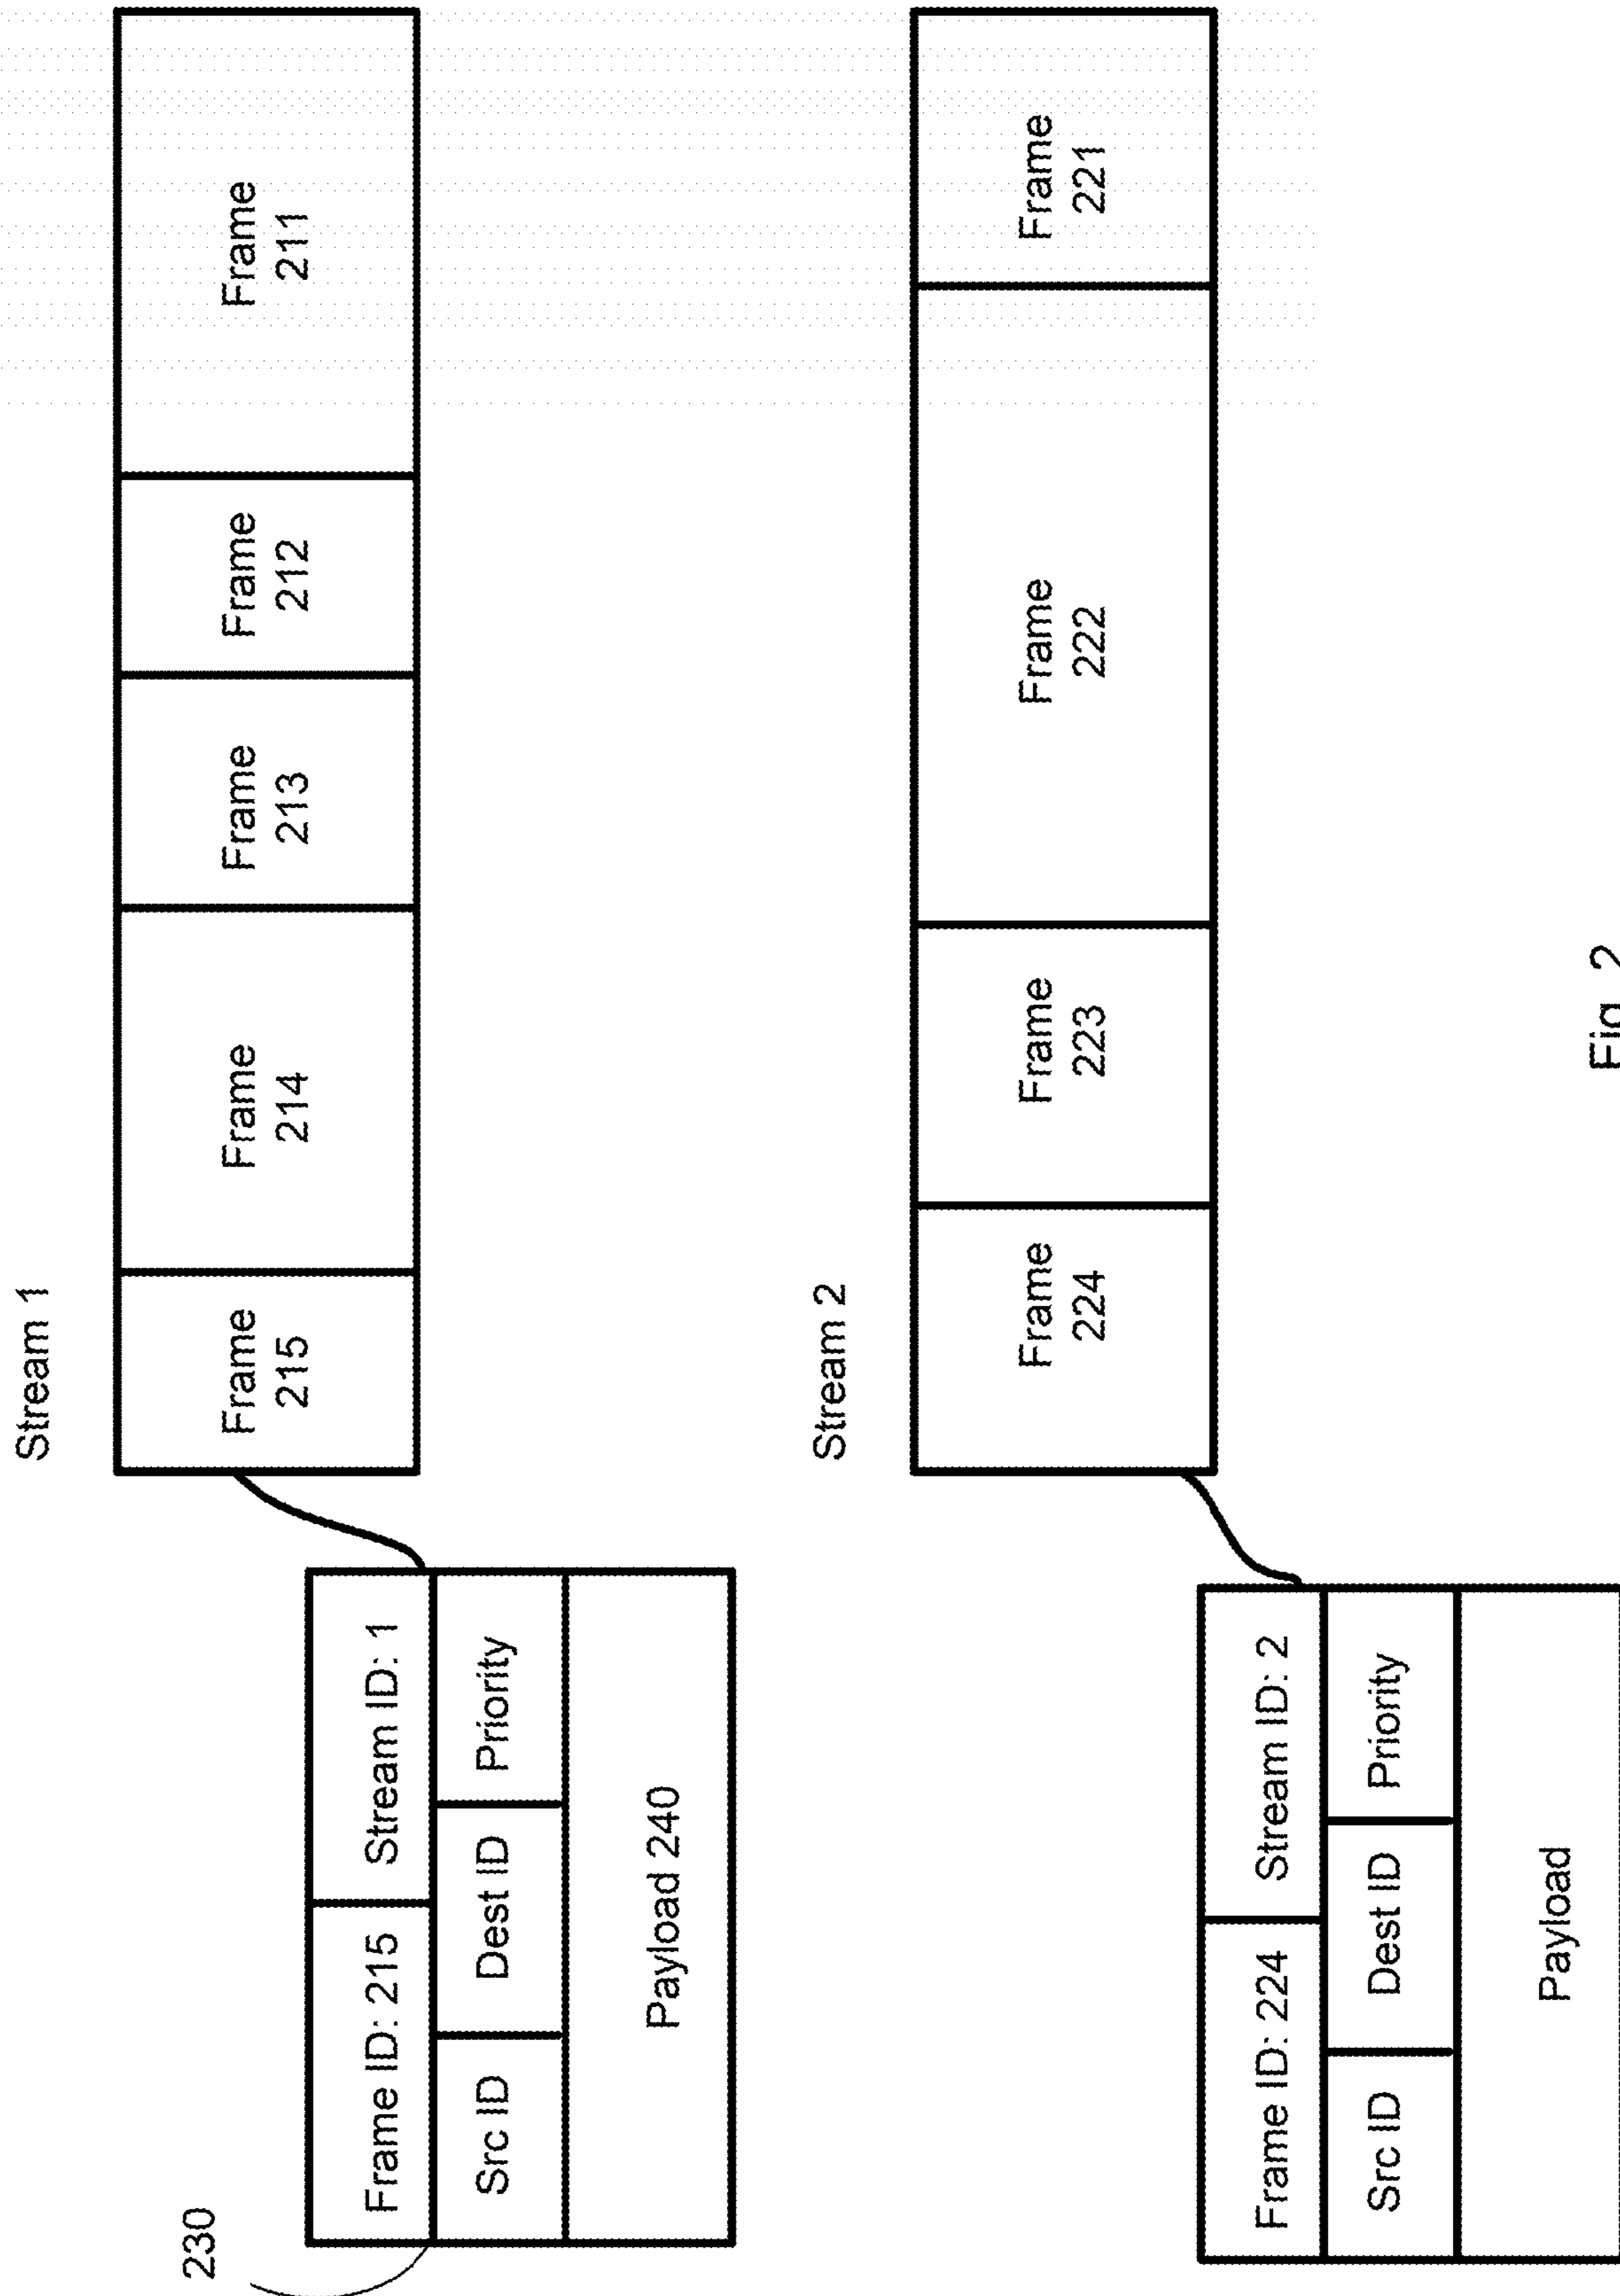 Stream 1
Frame
215
Frame
214
Frame
213
Frame
212
Frame
211
230
Frame ID: 215
Stream ID: 1
Src ID
Dest ID
Priority
Payload 240
Stream 2
Frame
224
Frame
223
Frame
222
Frame
221
Frame ID: 224
Stream ID: 2
Src ID
Dest ID
Priority
Payload
Fig. 2